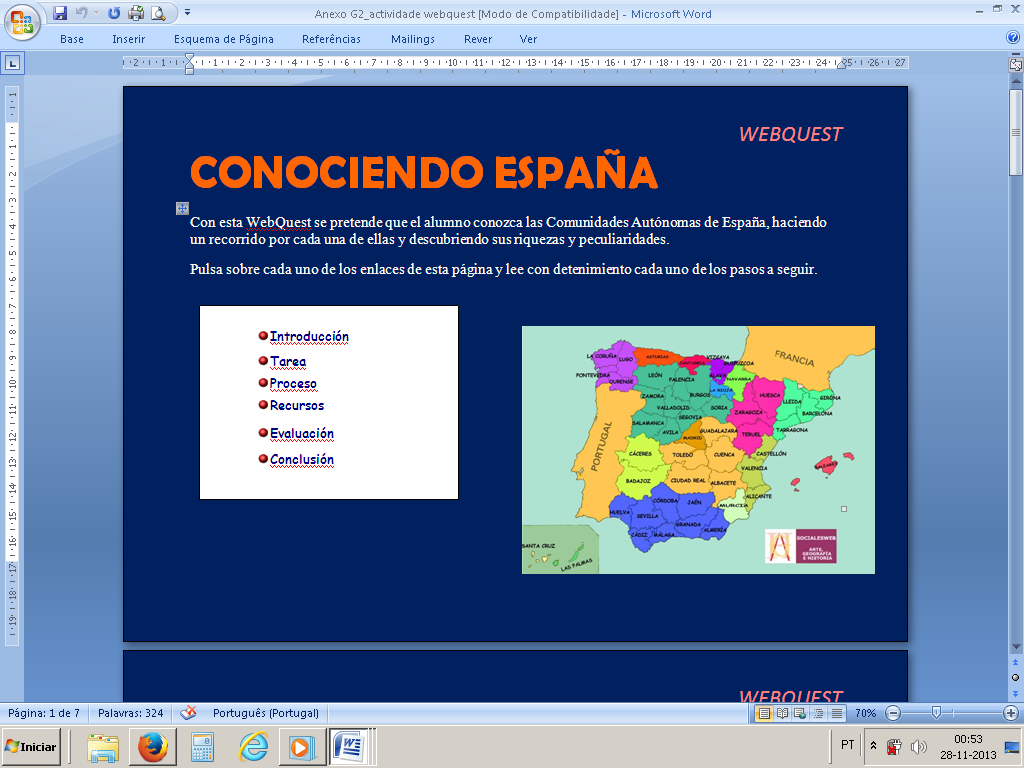 Anexo G2_actividade webquest [Modo de Compatibilidade] - Microsoft Word
Base Inserir Esquema de Página Referências Mailings Rever Ver
WEBQUEST
CONOCIENDO ESPAÑA
Con esta WebQuest se pretende que el alumno conozca las Comunidades Autónomas de España, haciendo
un recorrido por cada una de ellas y descubriendo sus riquezas y peculiaridades.
Pulsa sobre cada uno de los enlaces de esta página y lee con detenimiento cada uno de los pasos a seguir.
Introducción
Tarea
Proceso
Recursos
Evaluación
Conclusión
FRANCIA
LA CORUÑA
LUGO
ASTURIAS
VIZCAYA
PONTEVEDRA
OURENSE
LEÓN
PALENCIA
BURGOS
LA RIOJA
NAVARRA
HUESCA
LLEIDA
GIRONA
BARCELONA
TARRAGONA
ZAMORA
VALLADOLID
SORIA
ZARAGOZA
SEGOVIA
SALAMANCA
AVILA
MADRID
GUADALAJARA
TERUEL
PORTUGAL
CÁCERES
TOLEDO
CUENCA
CASTELLÓN
VALENCIA
BALEARES
BADAJOZ
CIUDAD REAL
ALBACETE
ALICANTE
MURCIA
CÓRDOBA
JAÉN
HUELVA
SEVILLA
GRANADA
ALMERÍA
CÁDIZ
MÁLAGA
SANTA CRUZ
LAS PALMAS
SOCIALESWEB
ARTE,
GEOGRAFÍA
E HISTORIA
WEBQUEST
Página: 1 de 7 Palavras: 324 Português (Portugal) 70%
Iniciar PT 00:53
28-11-2013